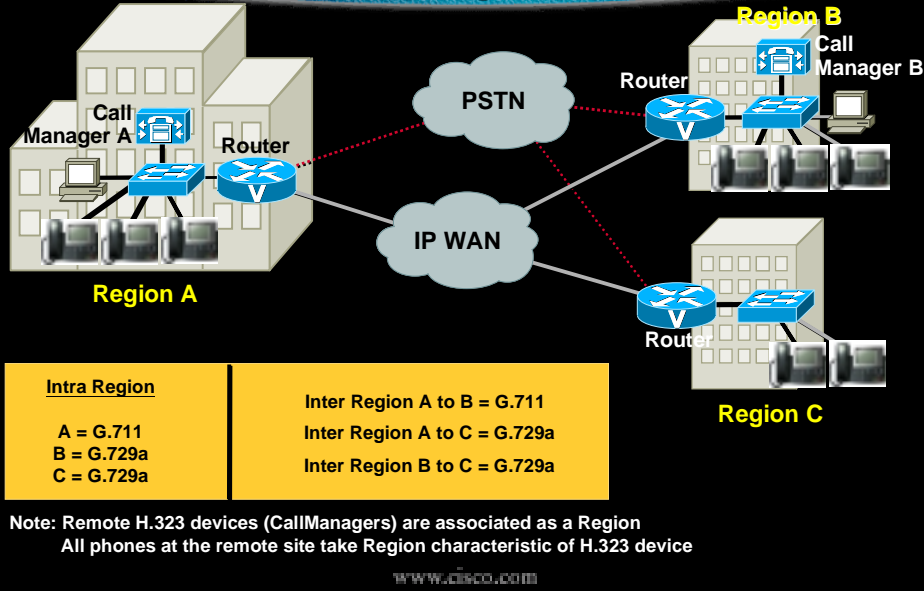 Region B
Call
Manager B
Router
PSTN
Call
Manager A
Router
IP WAN
Region A
Router
Region C
Intra Region
A = G.711
B = G.729a
C = G.729a
Inter Region A to B = G.711
Inter Region A to C = G.729a
Inter Region B to C = G.729a
Note: Remote H.323 devices (CallManagers) are associated as a Region
All phones at the remote site take Region characteristic of H.323 device
www.cisco.com
V
V
V